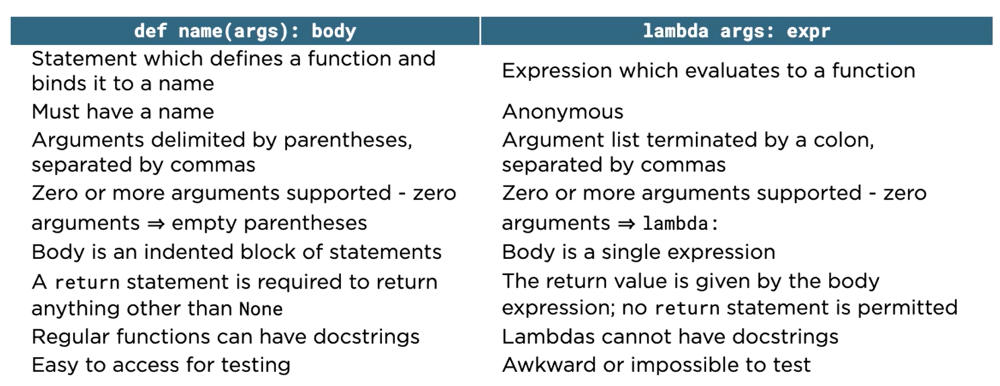 def name(args): body
lambda args: expr
Statement which defines a function and
binds it to a name
Expression which evaluates to a function
Must have a name
Anonymous
Arguments delimited by parentheses,
separated by commas
Argument list terminated by a colon,
separated by commas
Zero or more arguments supported - zero
arguments ⇒ empty parentheses
Zero or more arguments supported - zero
arguments ⇒ lambda:
Body is an indented block of statements
Body is a single expression
A return statement is required to return
anything other than None
The return value is given by the body
expression; no return statement is permitted
Regular functions can have docstrings
Lambdas cannot have docstrings
Easy to access for testing
Awkward or impossible to test